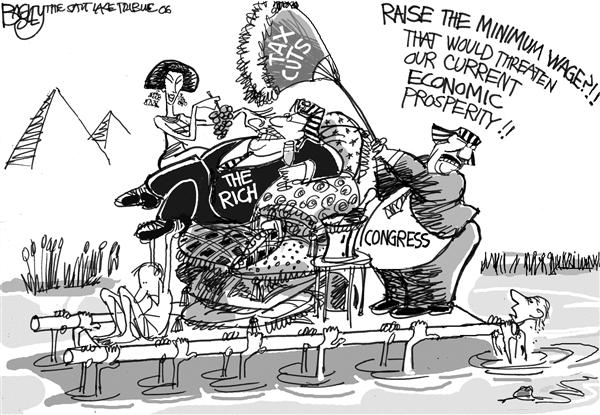 Bagley THE SALT LAKE TRIBUNE 06
TAX
CUTS
RAISE THE MINIMUM WAGE?!!
THAT WOULD THREATEN
OUR CURRENT
ECONOMIC
PROSPERITY!!
THE
RICH
CONGRESS